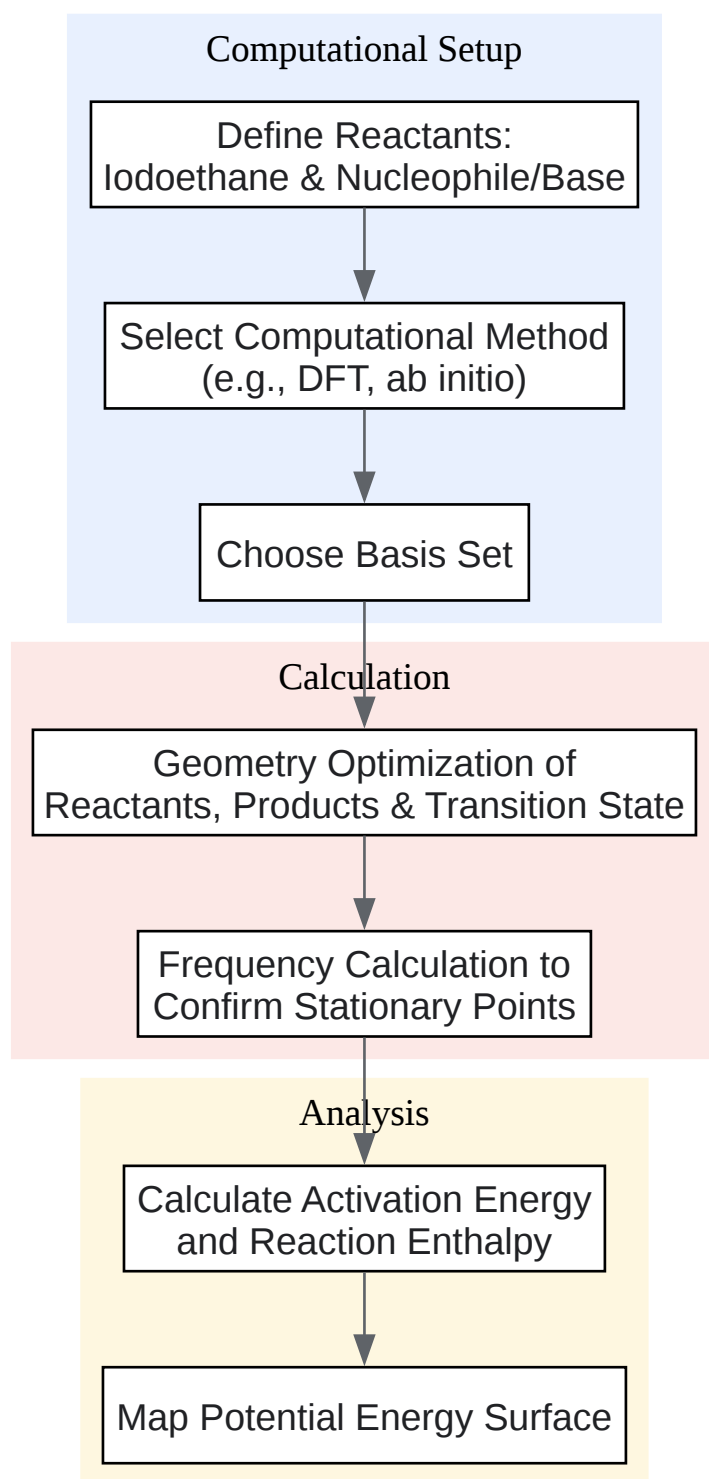 Computational Setup
Define Reactants:
Iodoethane & Nucleophile/Base
Select Computational Method
(e.g., DFT, ab initio)
Choose Basis Set
Calculation
Geometry Optimization of
Reactants, Products & Transition State
Frequency Calculation to
Confirm Stationary Points
Analysis
Calculate Activation Energy
and Reaction Enthalpy
Map Potential Energy Surface